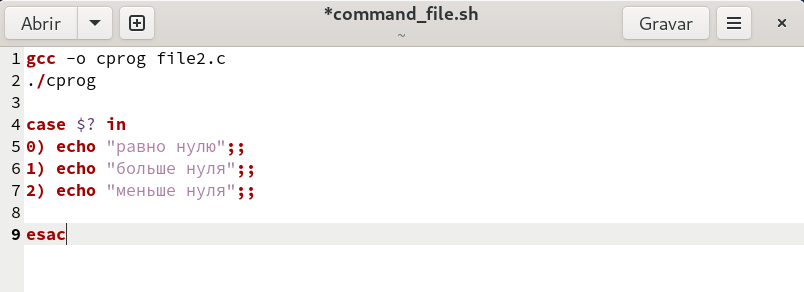 Abrir
*command_file.sh
~
Gravar
1 gcc -o cprog file2.c
2 ./cprog
3
4 case $? in
5 0) echo "равно нулю";;
6 1) echo "больше нуля";;
7 2) echo "меньше нуля";;
8
9 esac